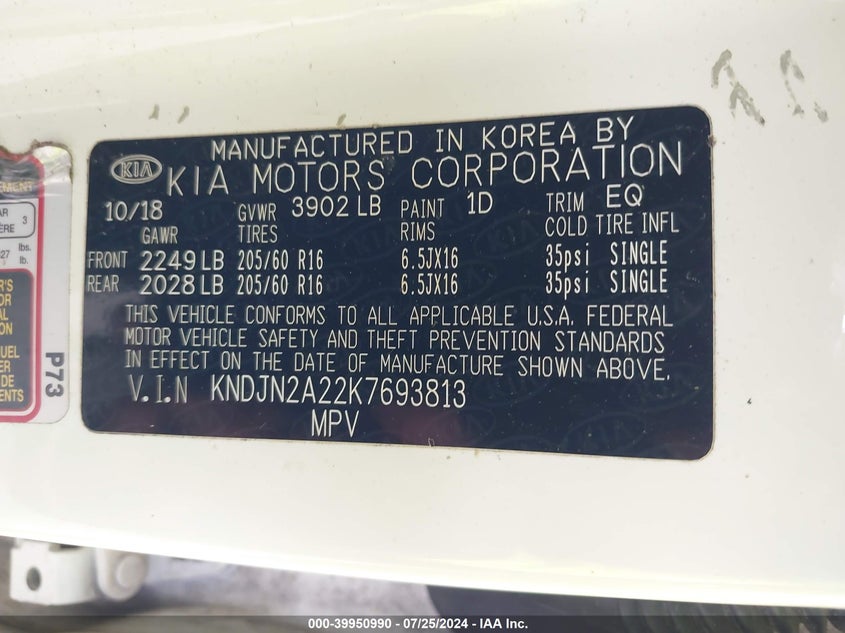 MANUFACTURED IN KOREA BY
KIA KIA MOTORS CORPORATION
10/18 GVWR 3902 LB PAINT 1D TRIM EQ
GAWR TIRES RIMS COLD TIRE INFL
FRONT 2249 LB 205/60 R16 6.5JX16 35psi SINGLE
REAR 2028 LB 205/60 R16 6.5JX16 35psi SINGLE
THIS VEHICLE CONFORMS TO ALL APPLICABLE U.S.A. FEDERAL
MOTOR VEHICLE SAFETY AND THEFT PREVENTION STANDARDS
IN EFFECT ON THE DATE OF MANUFACTURE SHOWN ABOVE.
V.I.N KNDJN2A22K7693813
MPV
3
lbs.
lb.
P73
000-39950990 - 07/25/2024 - IAA Inc.